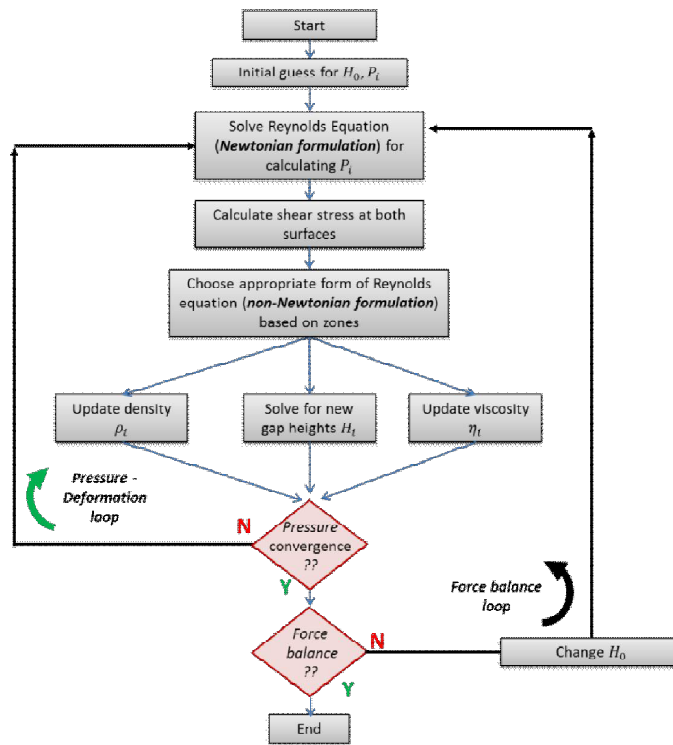 Start
Initial guess for H₀, Pᵢ
Solve Reynolds Equation
(Newtonian formulation) for
calculating Pᵢ
Calculate shear stress at both
surfaces
Choose appropriate form of Reynolds
equation (non-Newtonian formulation)
based on zones
Update density
ρᵢ
Solve for new
gap heights Hᵢ
Update viscosity
ηᵢ
Pressure -
Deformation
loop
N
Pressure
convergence
??
Y
Force balance
loop
Force
balance
??
N
Change H₀
Y
End